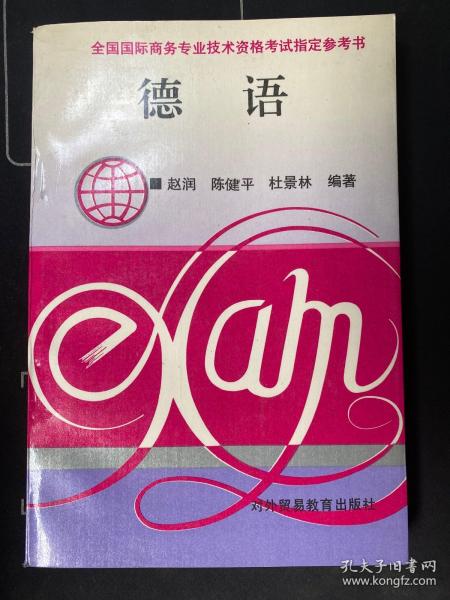 全国国际商务专业技术资格考试指定参考书
德 语
赵润 陈健平 杜景林 编著
exam
对外贸易教育出版社
孔夫子旧书网
www.kongfz.com